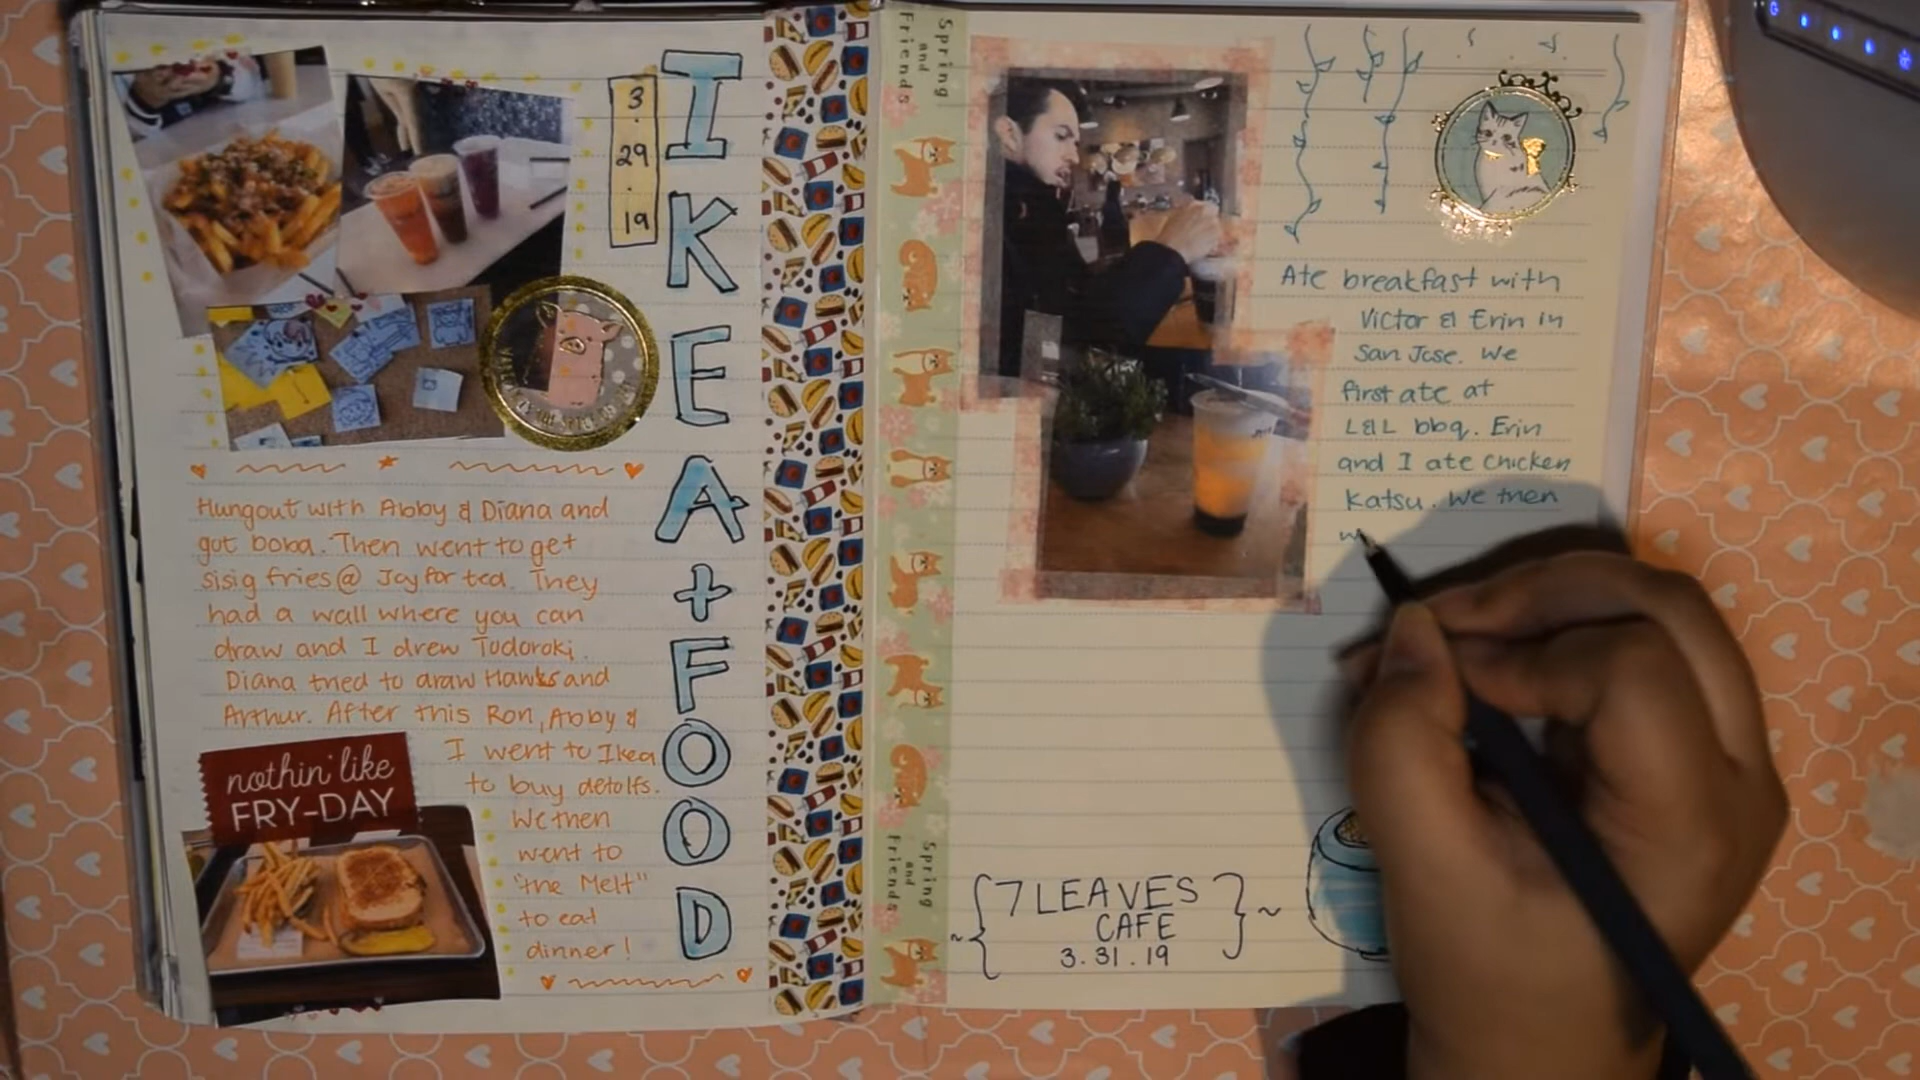 3
.
29
.
19
IKEA+FOOD
Hungout with Abby & Diana and
got boba. Then went to get
sisig fries @ Joy for tea. They
had a wall where you can
draw and I drew Todoroki.
Diana tried to draw Hawks and
Arthur. After this Ron, Abby &
I went to Ikea
to buy detolfs.
We then
went to
"the Melt"
to eat
dinner!
nothin' like
FRY-DAY
Spring
and
Friends
Spring
and
Friends
Ate breakfast with
Victor & Erin in
San Jose. We
first ate at
L&L bbq. Erin
and I ate chicken
Katsu. We then
w
~{7 LEAVES
CAFE
3.31.19}~